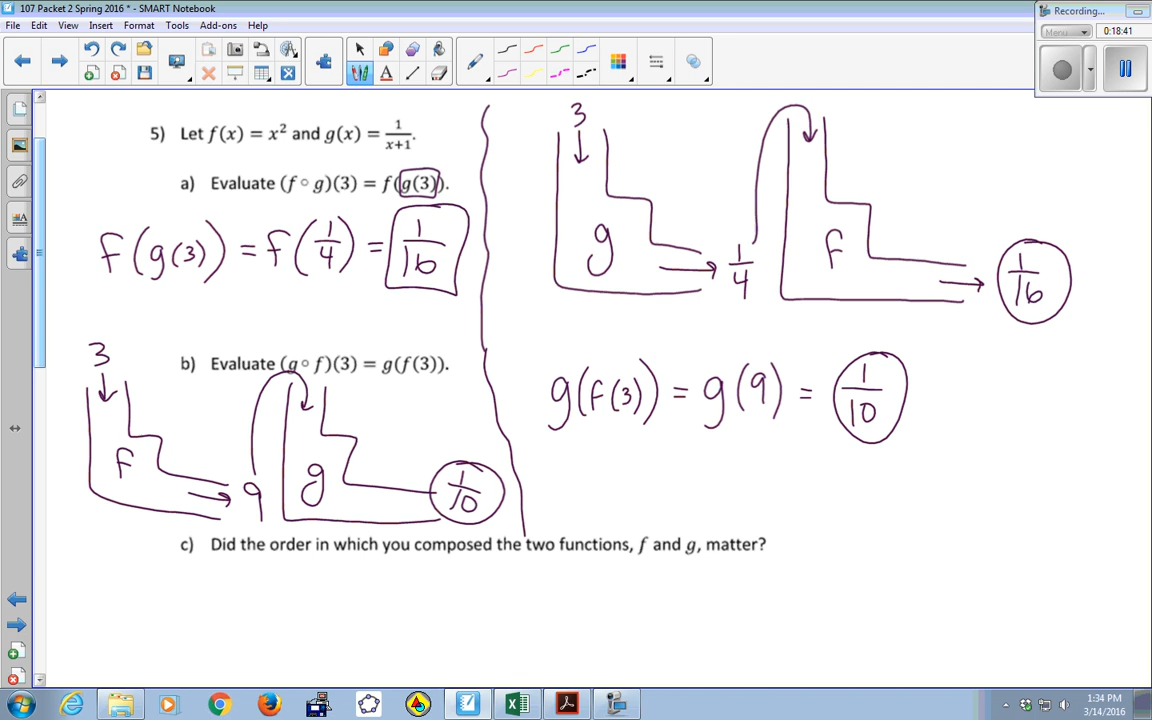 107 Packet 2 Spring 2016 * - SMART Notebook
File Edit View Insert Format Tools Add-ons Help
Recording...
Menu
0:18:41
5) Let f(x) = x² and g(x) = 1/(x+1).
a) Evaluate (f ∘ g)(3) = f(g(3)).
f(g(3)) = f(1/4) = 1/16
3
g
1/4
f
1/16
b) Evaluate (g ∘ f)(3) = g(f(3)).
3
f
9
g
1/10
g(f(3)) = g(9) = 1/10
c) Did the order in which you composed the two functions, f and g, matter?
1:34 PM
3/14/2016